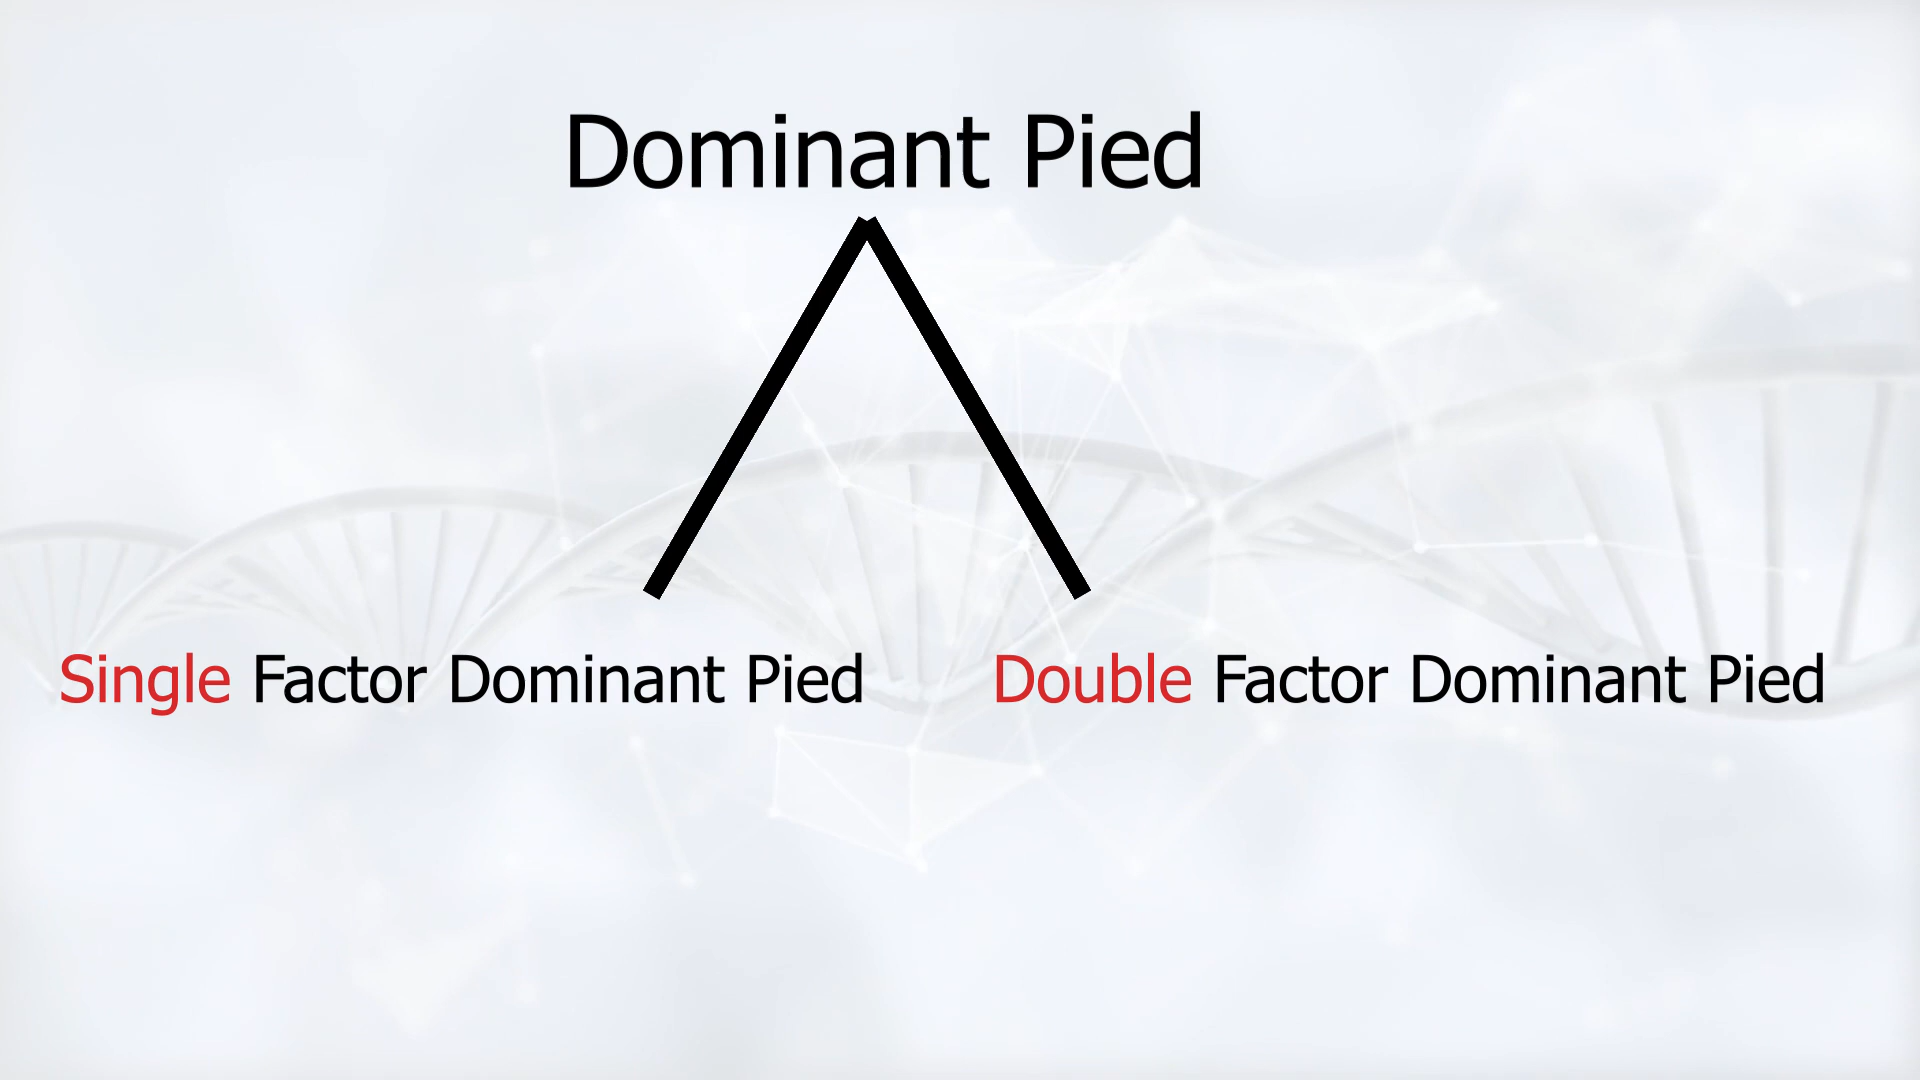 Dominant Pied
Single Factor Dominant Pied
Double Factor Dominant Pied